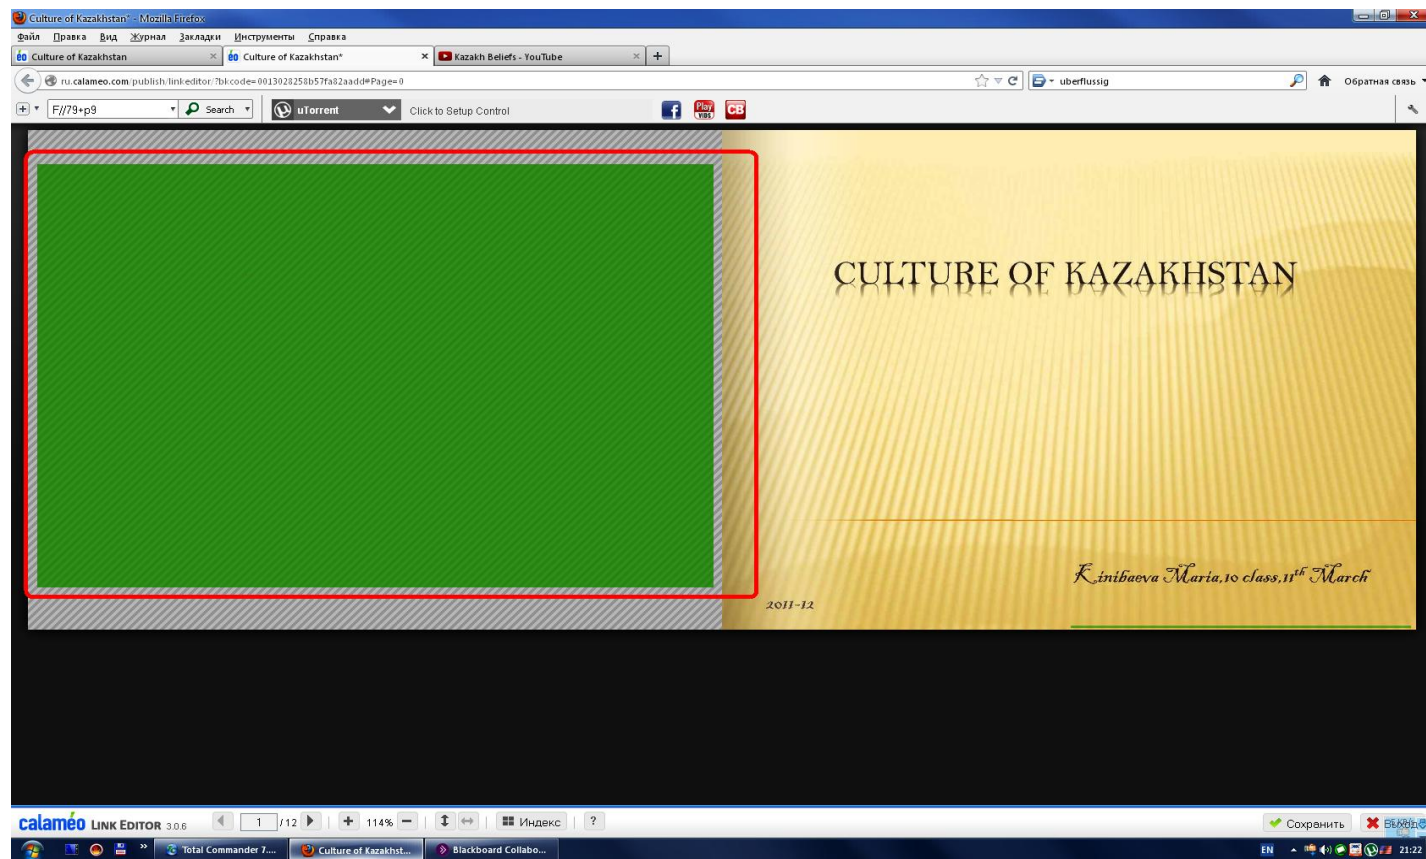 Culture of Kazakhstan* - Mozilla Firefox
Файл Правка Вид Журнал Закладки Инструменты Справка
Culture of Kazakhstan Culture of Kazakhstan* Kazakh Beliefs - YouTube
ru.calameo.com/publish/linkeditor/?bkcode=0013028258b57fa82aadd#Page=0 uberflussig Обратная связь
F//79+p9 Search uTorrent Click to Setup Control Play VIDS CB
CULTURE OF KAZAKHSTAN
Kinibaeva Maria,10 class,11th March
2011-12
calaméo LINK EDITOR 3.0.6 1 /12 114% Индекс ? Сохранить
Total Commander 7.... Culture of Kazakhst... Blackboard Collabo... EN 21:22